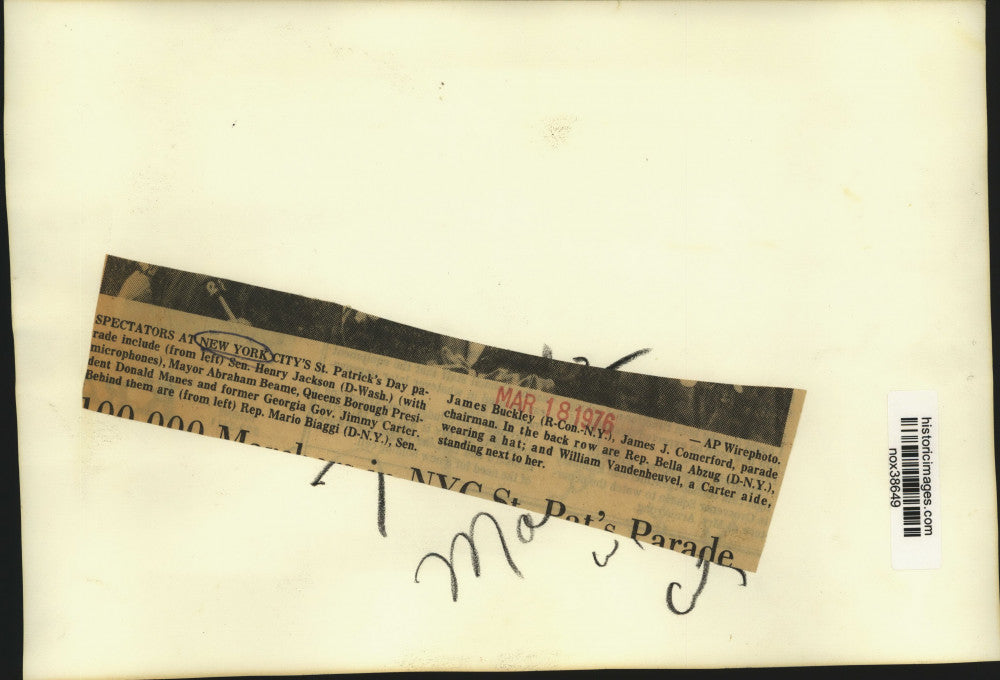 SPECTATORS AT NEW YORK CITY'S St. Patrick's Day pa-
rade include (from left) Sen. Henry Jackson (D-Wash.) (with
microphones), Mayor Abraham Beame, Queens Borough Presi-
dent Donald Manes and former Georgia Gov. Jimmy Carter.
Behind them are (from left) Rep. Mario Biaggi (D-N.Y.), Sen.
James Buckley (R-Con.-N.Y.), James J. Comerford, parade
chairman. In the back row are Rep. Bella Abzug (D-N.Y.),
wearing a hat; and William Vandenheuvel, a Carter aide,
standing next to her.
— AP Wirephoto.
MAR 18 1976
100,000 March in NYC St. Pat's Parade
historicimages.com
nox38649